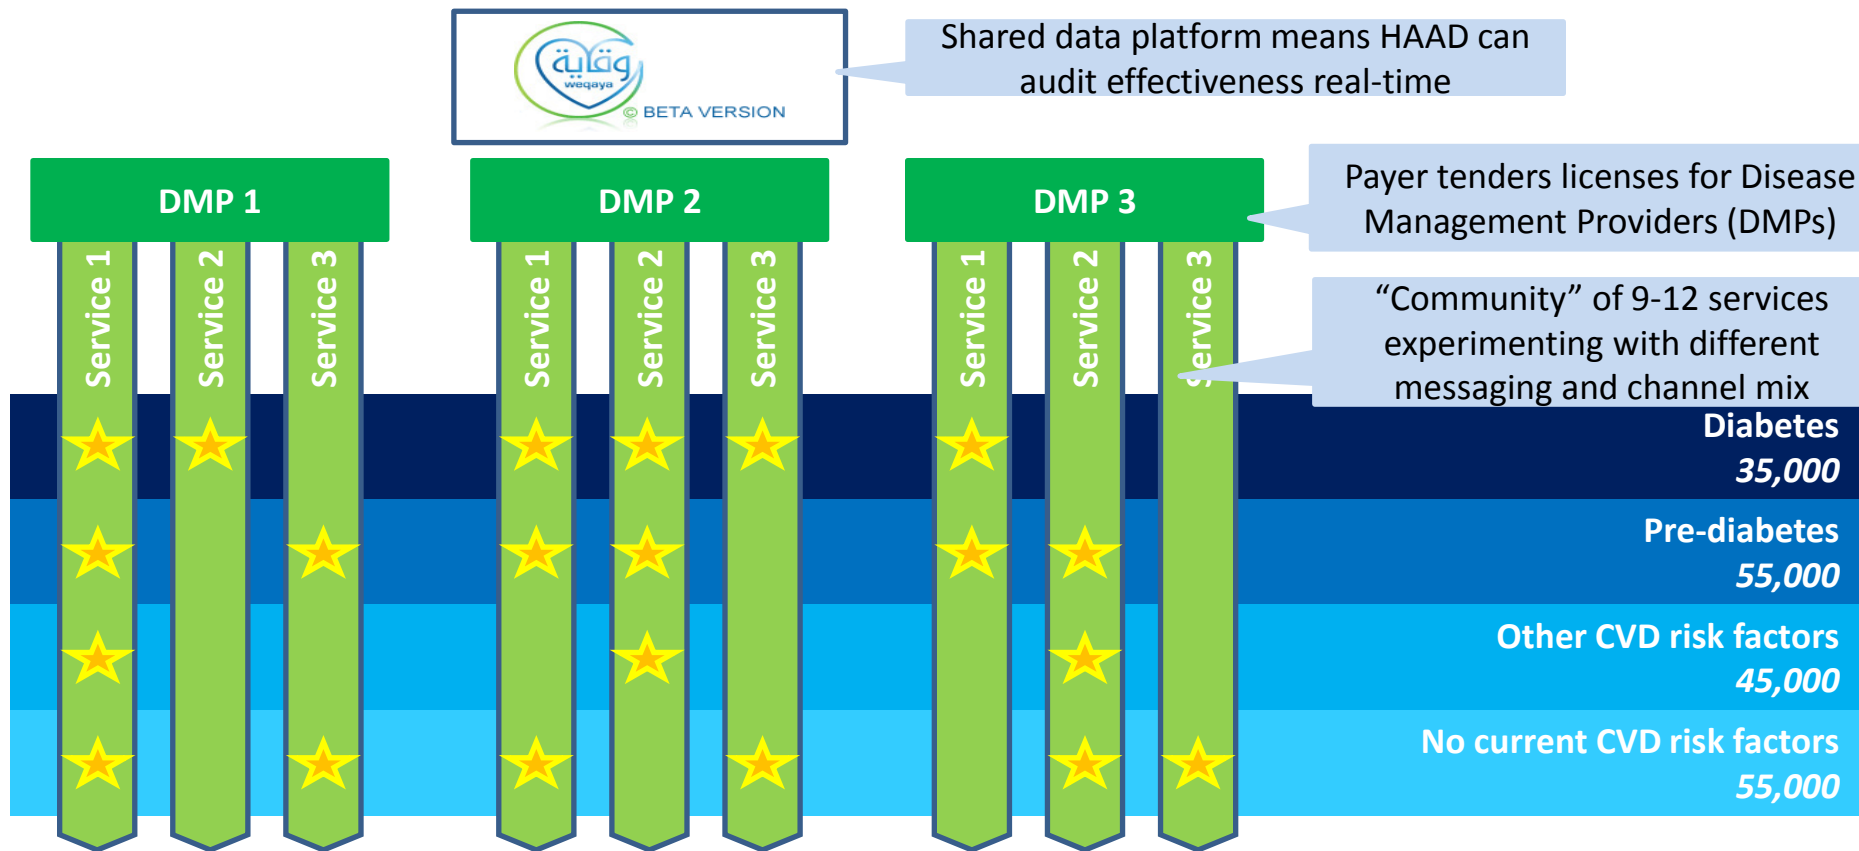 وقاية
weqaya
© BETA VERSION
Shared data platform means HAAD can
audit effectiveness real-time
DMP 1
DMP 2
DMP 3
Payer tenders licenses for Disease
Management Providers (DMPs)
Service 1
Service 2
Service 3
Service 1
Service 2
Service 3
Service 1
Service 2
Service 3
“Community” of 9-12 services
experimenting with different
messaging and channel mix
Diabetes
35,000
Pre-diabetes
55,000
Other CVD risk factors
45,000
No current CVD risk factors
55,000